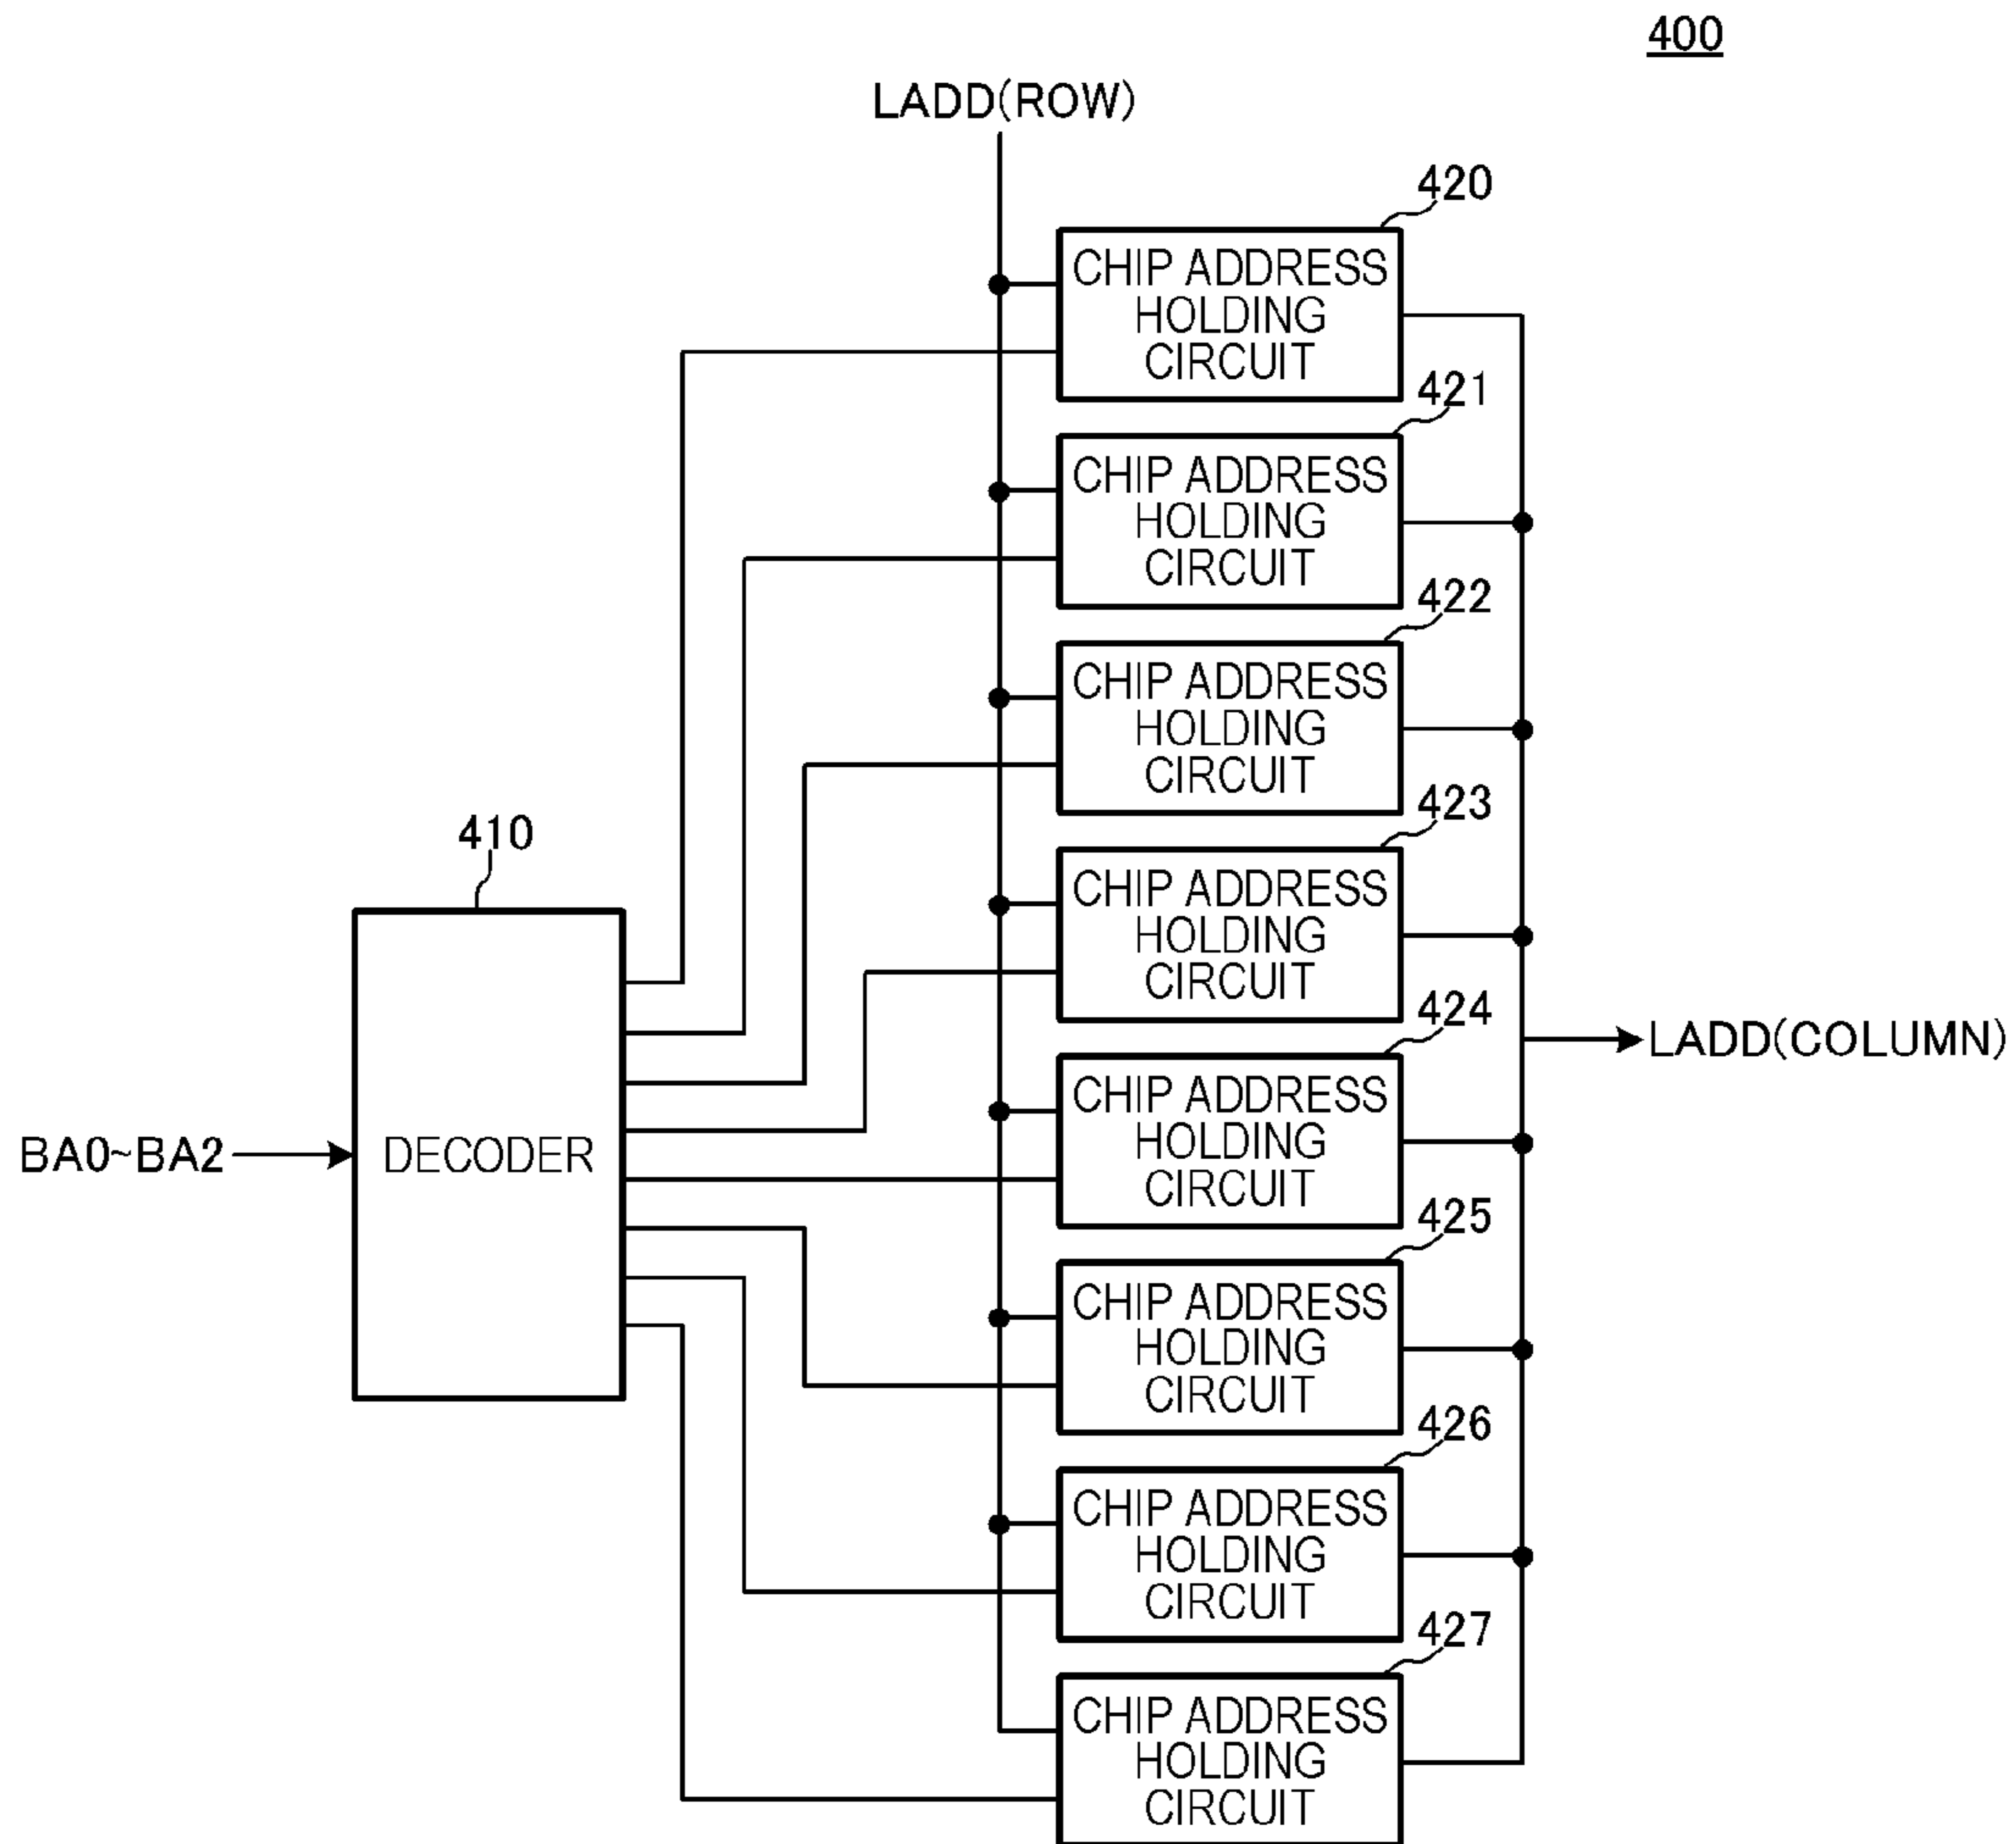 400
LADD(ROW)
420
CHIP ADDRESS
HOLDING
CIRCUIT
421
CHIP ADDRESS
HOLDING
CIRCUIT
422
CHIP ADDRESS
HOLDING
CIRCUIT
423
CHIP ADDRESS
HOLDING
CIRCUIT
410
DECODER
BA0~BA2
424
CHIP ADDRESS
HOLDING
CIRCUIT
LADD(COLUMN)
425
CHIP ADDRESS
HOLDING
CIRCUIT
426
CHIP ADDRESS
HOLDING
CIRCUIT
427
CHIP ADDRESS
HOLDING
CIRCUIT